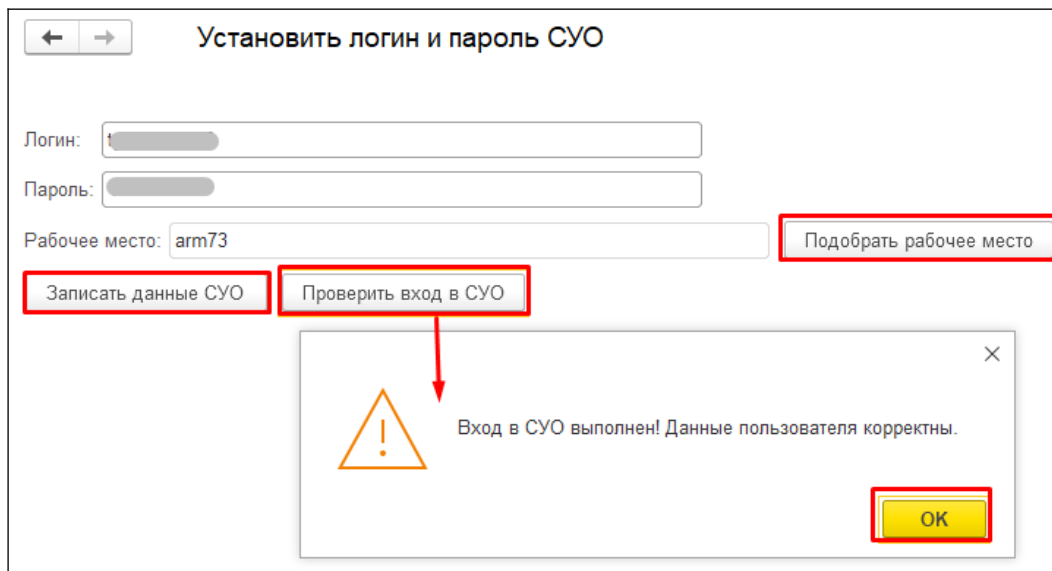 Установить логин и пароль СУО
Логин:
Пароль:
Рабочее место: arm73 Подобрать рабочее место
Записать данные СУО Проверить вход в СУО
Вход в СУО выполнен! Данные пользователя корректны.
OK